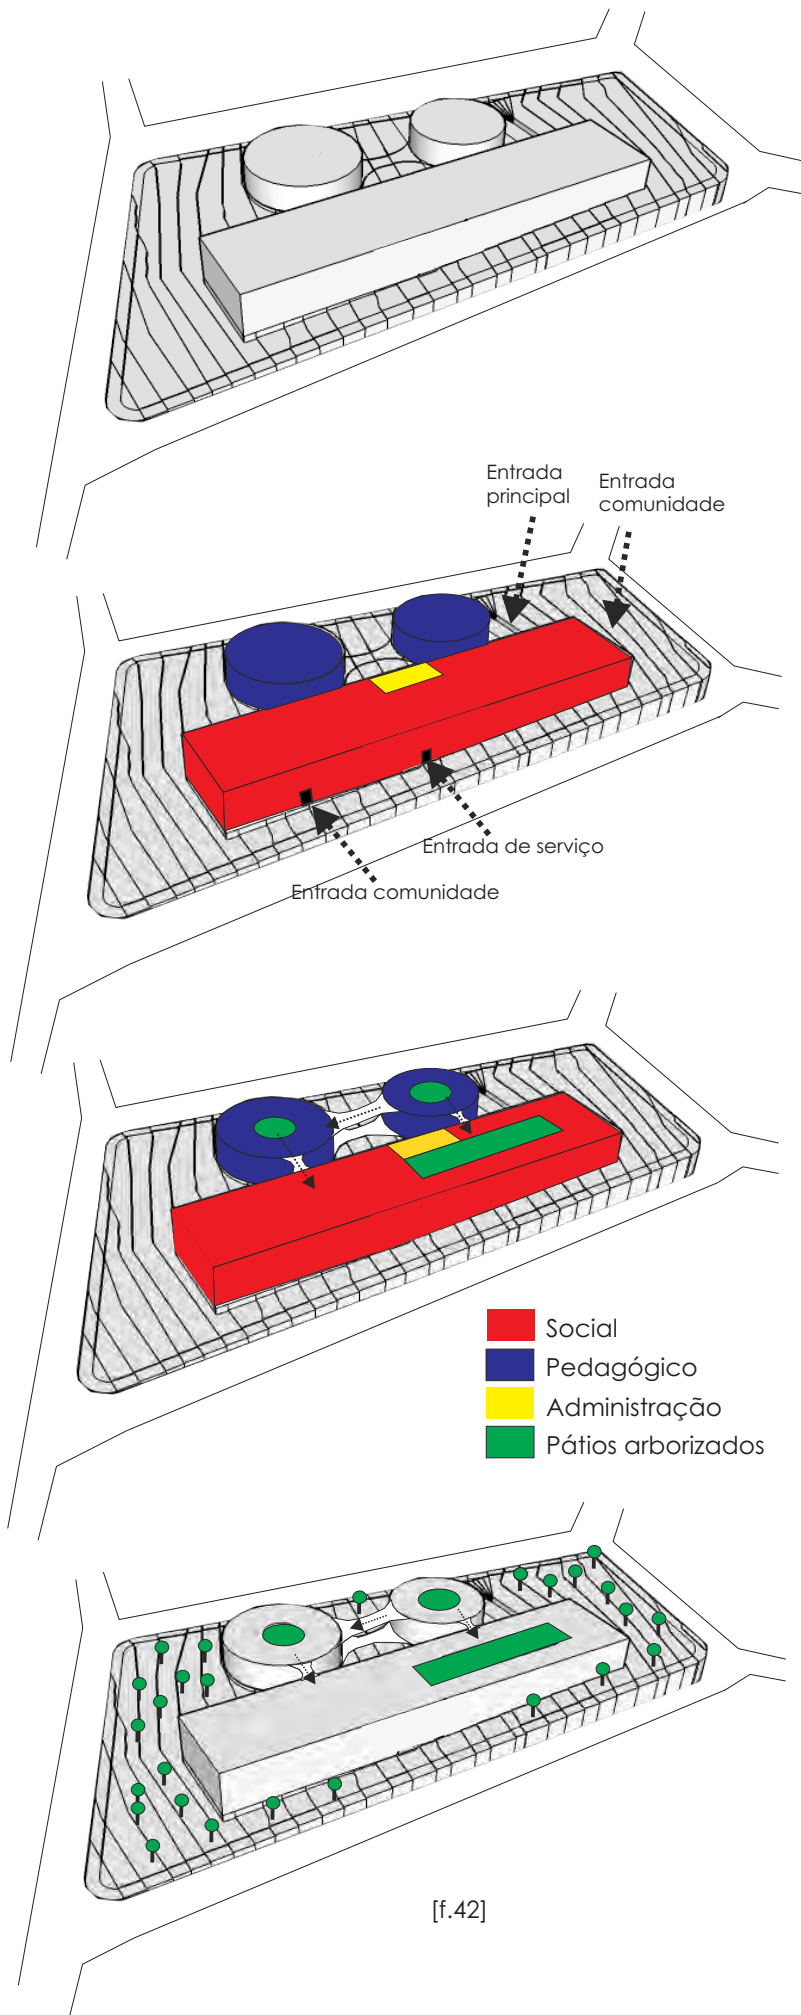 Entrada
principal
Entrada
comunidade
Entrada de serviço
Entrada comunidade
Social
Pedagógico
Administração
Pátios arborizados
[f.42]